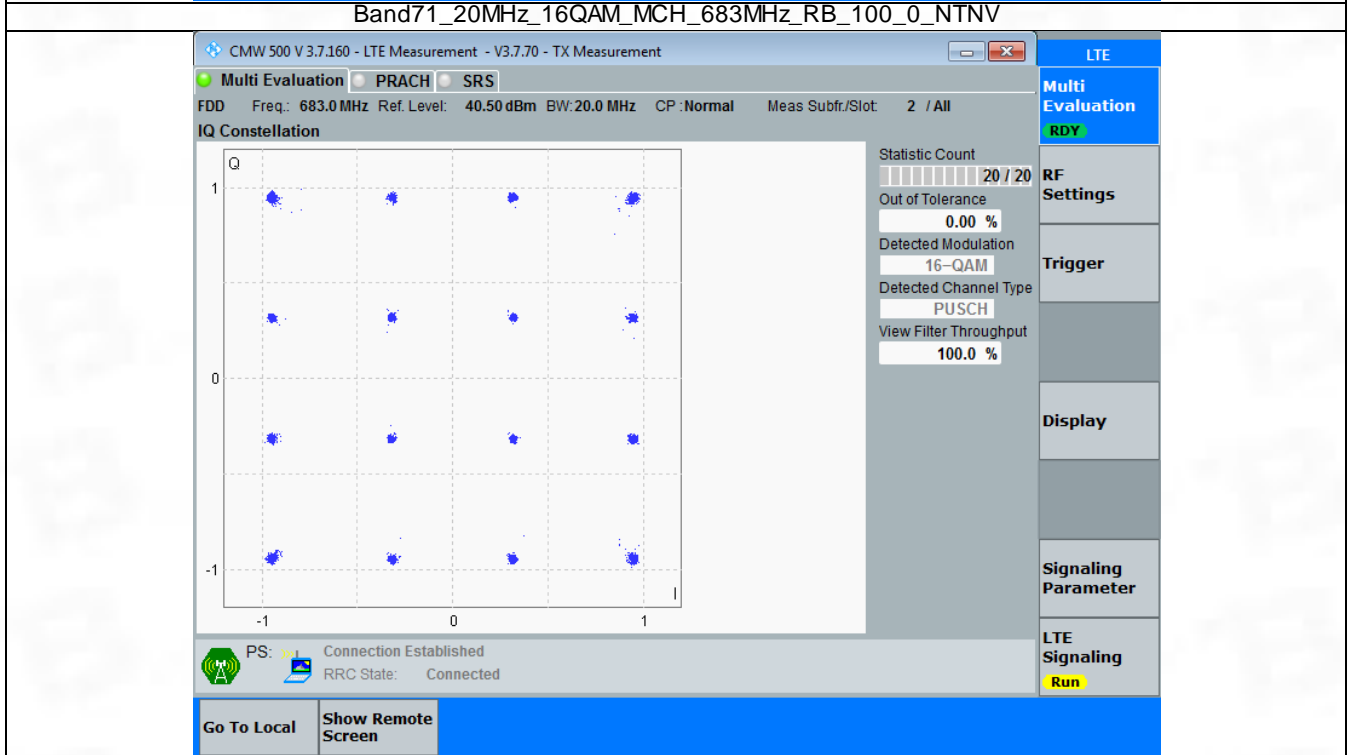 Band71_20MHz_16QAM_MCH_683MHz_RB_100_0_NTNV
CMW 500 V 3.7.160 - LTE Measurement - V3.7.70 - TX Measurement
LTE
Multi Evaluation PRACH SRS
FDD Freq.: 683.0 MHz Ref. Level: 40.50 dBm BW: 20.0 MHz CP : Normal Meas Subfr./Slot: 2 / All
IQ Constellation
Q
1
0
-1
-1 0 1
I
Statistic Count
20 / 20
Out of Tolerance
0.00 %
Detected Modulation
16-QAM
Detected Channel Type
PUSCH
View Filter Throughput
100.0 %
Multi
Evaluation
RDY
RF
Settings
Trigger
Display
Signaling
Parameter
LTE
Signaling
Run
PS: Connection Established
RRC State: Connected
Go To Local
Show Remote
Screen